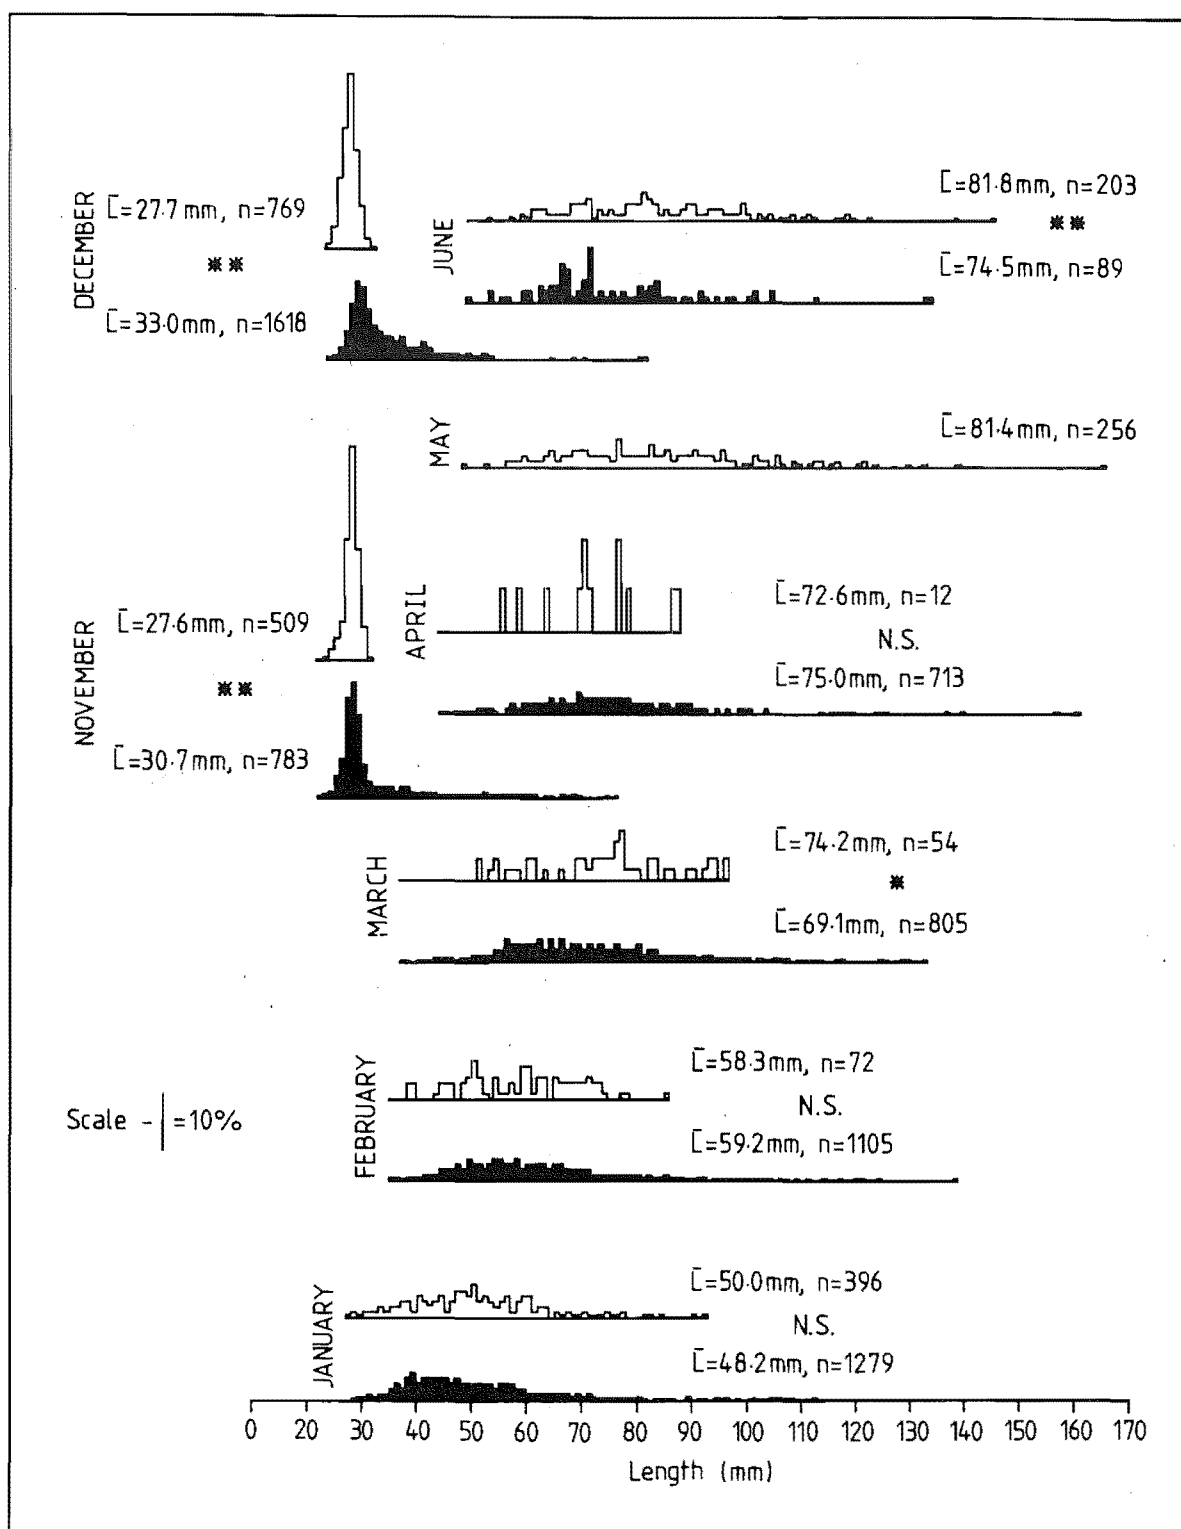 DECEMBER
L̄=27·7mm, n=769
※※
L̄=33·0mm, n=1618
JUNE
L̄=81·8mm, n=203
※※
L̄=74·5mm, n=89
MAY
L̄=81·4mm, n=256
NOVEMBER
L̄=27·6mm, n=509
※※
L̄=30·7mm, n=783
APRIL
L̄=72·6mm, n=12
N.S.
L̄=75·0mm, n=713
MARCH
L̄=74·2mm, n=54
※
L̄=69·1mm, n=805
FEBRUARY
L̄=58·3mm, n=72
N.S.
L̄=59·2mm, n=1105
Scale - | =10%
JANUARY
L̄=50·0mm, n=396
N.S.
L̄=48·2mm, n=1279
0 20 30 40 50 60 70 80 90 100 110 120 130 140 150 160 170
Length (mm)